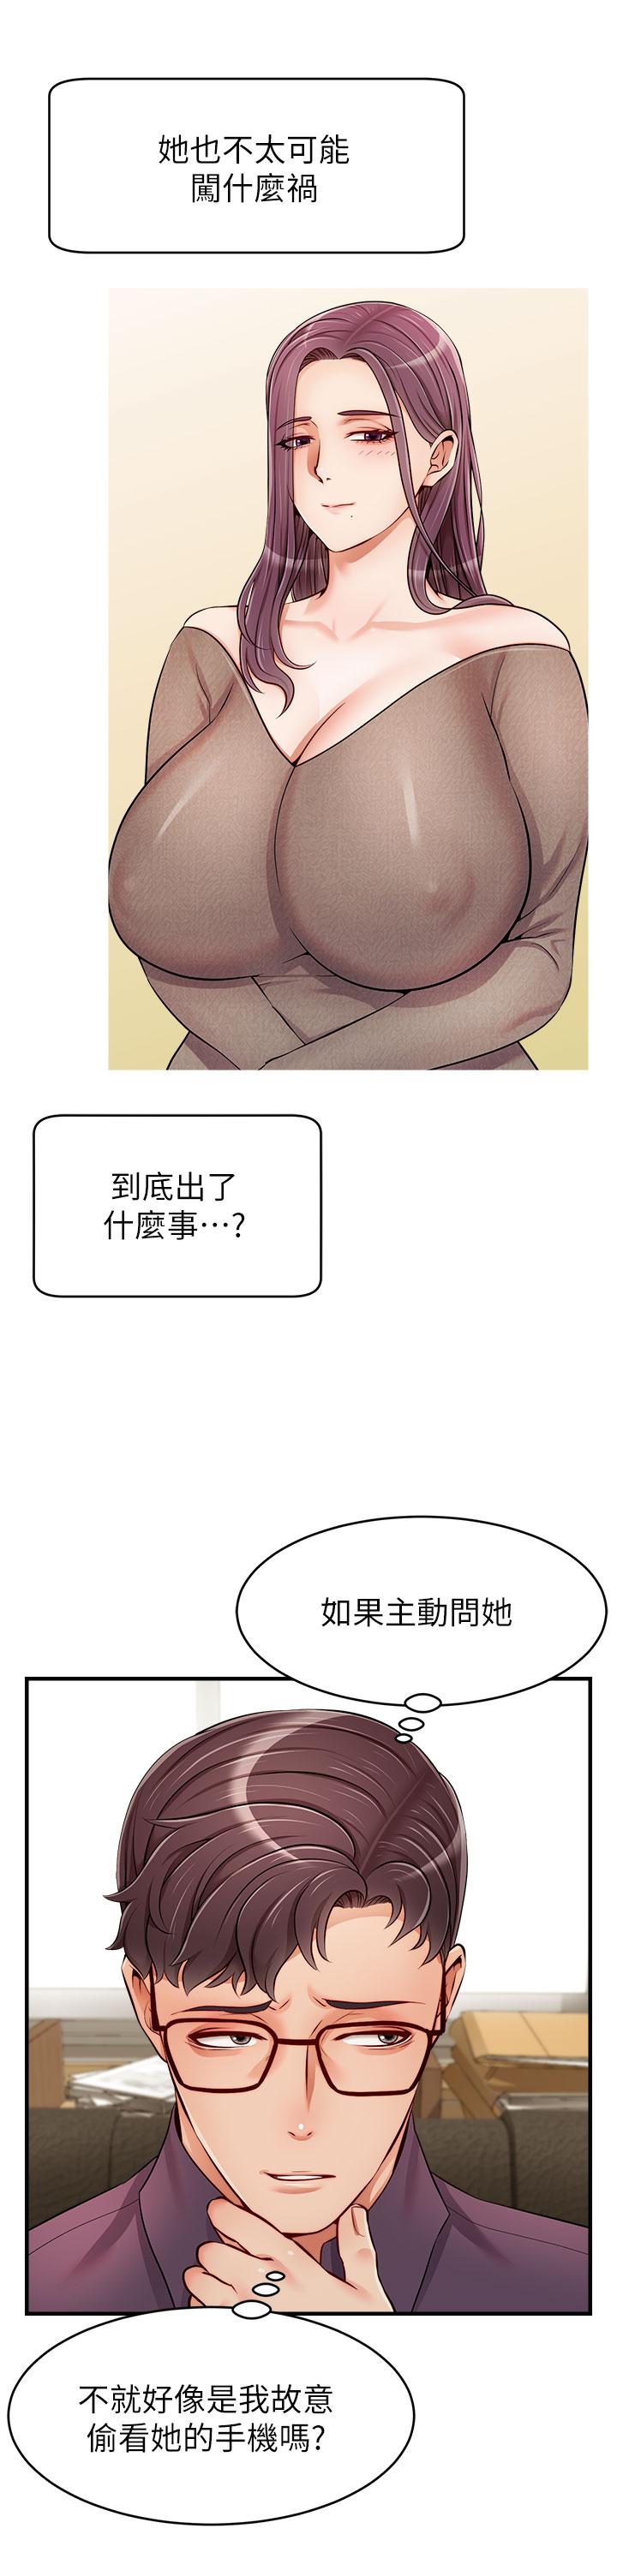 她也不太可能
闖什麼禍
到底出了
什麼事…?
如果主動問她
不就好像是我故意
偷看她的手機嗎?